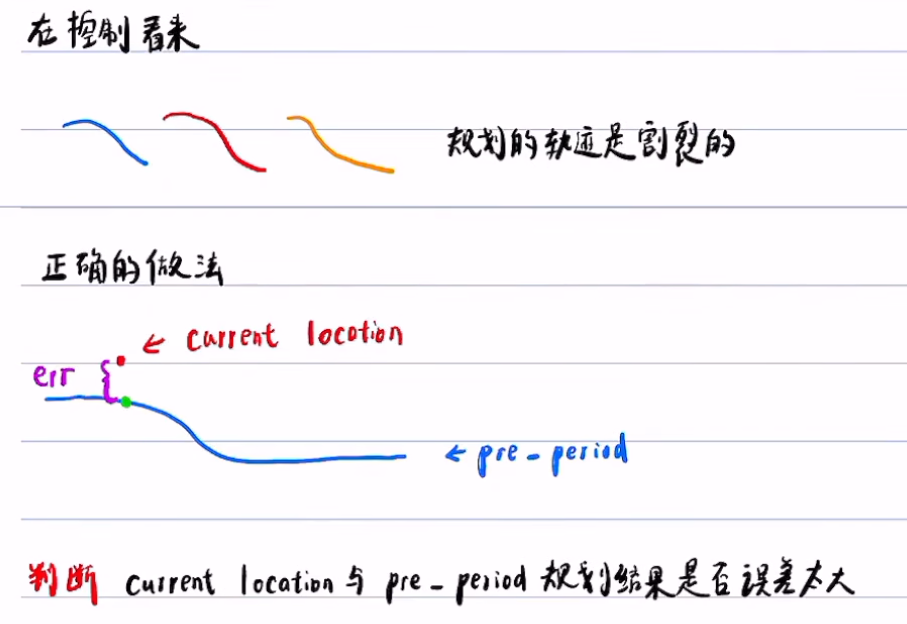 在控制看来
规划的轨迹是割裂的
正确的做法
← current location
err
← pre-period
判断 current location 与 pre-period 规划结果是否误差太大